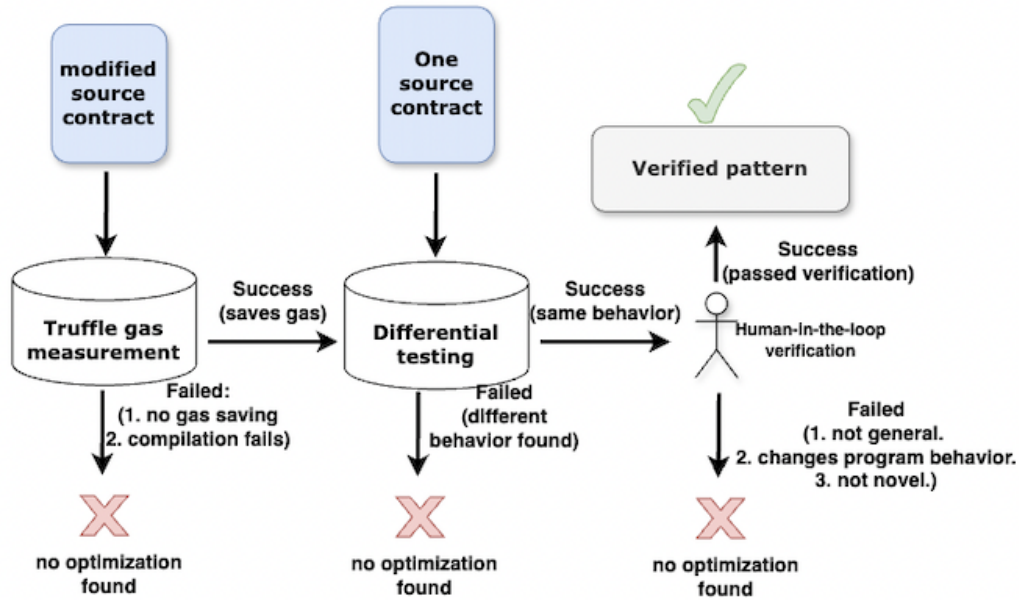 modified
source
contract
One
source
contract
Verified pattern
Truffle gas
measurement
Success
(saves gas)
Differential
testing
Success
(same behavior)
Human-in-the-loop
verification
Success
(passed verification)
Failed:
(1. no gas saving
2. compilation fails)
Failed
(different
behavior found)
Failed
(1. not general.
2. changes program behavior.
3. not novel.)
no optimization
found
no optimization
found
no optimization
found